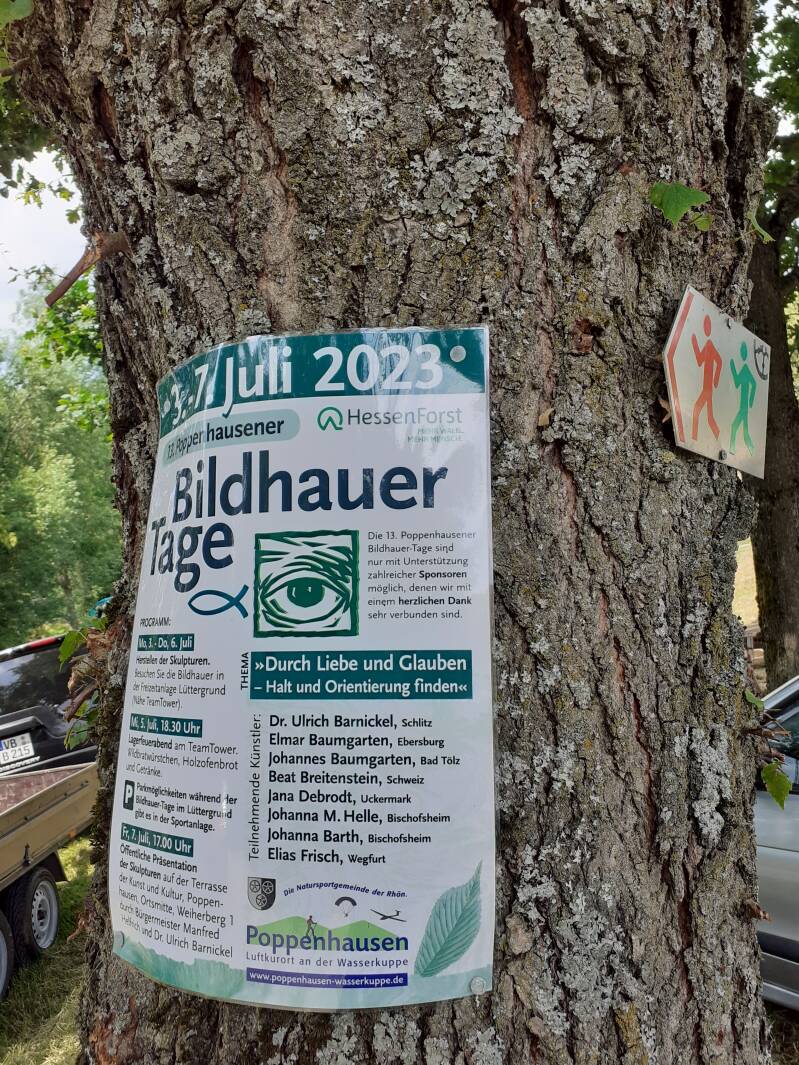 3.-7. Juli 2023
13. Poppenhausener
HessenForst
MEHR WALD.
MEHR MENSCH.
Bildhauer
Tage
Die 13. Poppenhausener
Bildhauer-Tage sind
nur mit Unterstützung
zahlreicher Sponsoren
möglich, denen wir mit
einem herzlichen Dank
sehr verbunden sind.
PROGRAMM:
Mo, 3. - Do, 6. Juli
Herstellen der Skulpturen.
Besuchen Sie die Bildhauer in
der Freizeitanlage Lüttergrund
(Nähe TeamTower).
Mi, 5. Juli, 18.30 Uhr
Lagerfeuerabend am TeamTower.
Wildbratwürstchen, Holzofenbrot
und Getränke.
P Parkmöglichkeiten während der
Bildhauer-Tage im Lüttergrund
gibt es in der Sportanlage.
Fr, 7. Juli, 17.00 Uhr
Öffentliche Präsentation
der Skulpturen auf der Terrasse
der Kunst und Kultur, Poppen-
hausen, Ortsmitte, Weiherberg 1
durch Bürgermeister Manfred
Helfrich und Dr. Ulrich Barnickel
THEMA
»Durch Liebe und Glauben
– Halt und Orientierung finden«
Teilnehmende Künstler:
Dr. Ulrich Barnickel, Schlitz
Elmar Baumgarten, Ebersburg
Johannes Baumgarten, Bad Tölz
Beat Breitenstein, Schweiz
Jana Debrodt, Uckermark
Johanna M. Helle, Bischofsheim
Johanna Barth, Bischofsheim
Elias Frisch, Wegfurt
Die Natursportgemeinde der Rhön.
Poppenhausen
Luftkurort an der Wasserkuppe
www.poppenhausen-wasserkuppe.de
VB
B 215